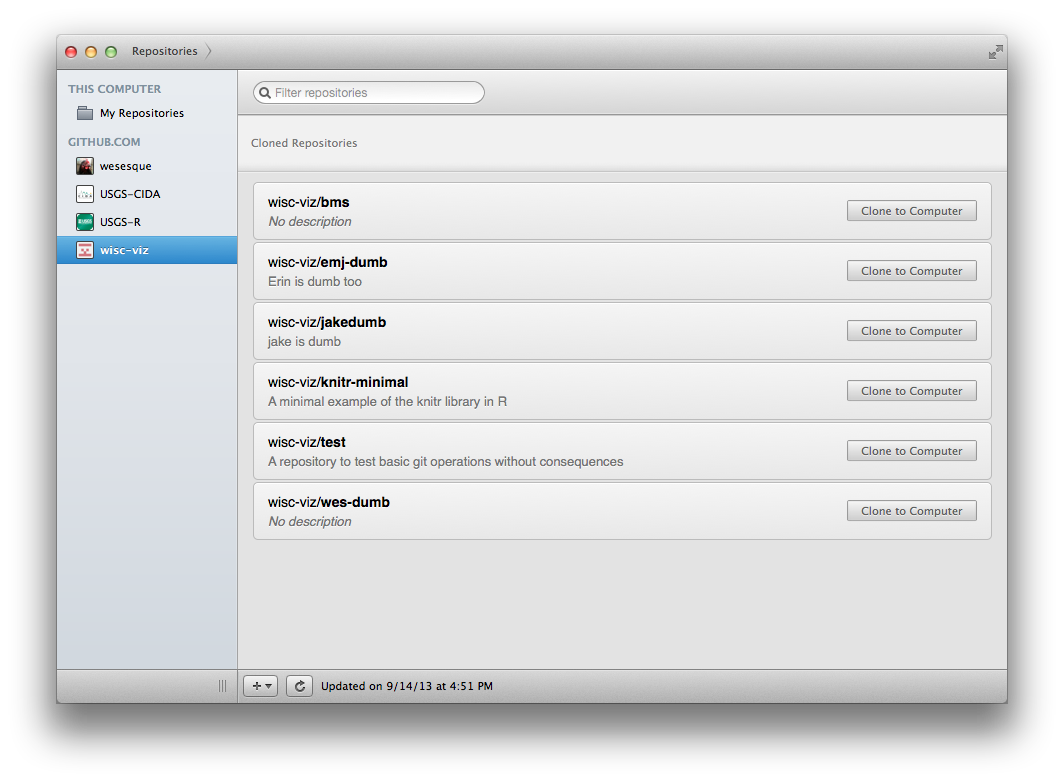 Repositories
THIS COMPUTER
My Repositories
GITHUB.COM
wesesque
USGS-CIDA
USGS-R
wisc-viz
Filter repositories
Cloned Repositories
wisc-viz/bms
No description
Clone to Computer
wisc-viz/emj-dumb
Erin is dumb too
Clone to Computer
wisc-viz/jakedumb
jake is dumb
Clone to Computer
wisc-viz/knitr-minimal
A minimal example of the knitr library in R
Clone to Computer
wisc-viz/test
A repository to test basic git operations without consequences
Clone to Computer
wisc-viz/wes-dumb
No description
Clone to Computer
Updated on 9/14/13 at 4:51 PM